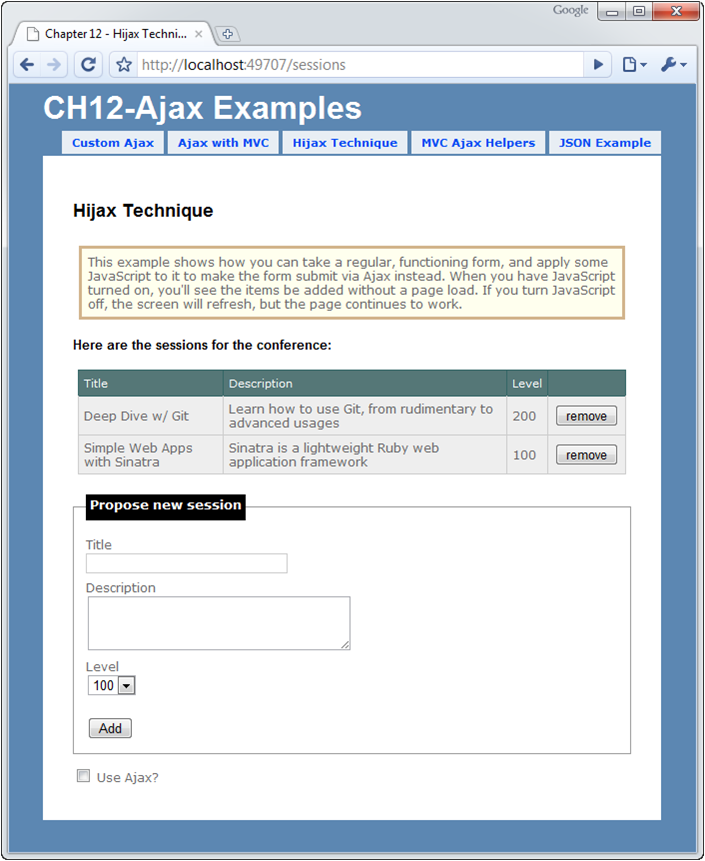 Google
Chapter 12 - Hijax Techni...
http://localhost:49707/sessions
CH12-Ajax Examples
Custom Ajax
Ajax with MVC
Hijax Technique
MVC Ajax Helpers
JSON Example
Hijax Technique
This example shows how you can take a regular, functioning form, and apply some
JavaScript to it to make the form submit via Ajax instead. When you have JavaScript
turned on, you'll see the items be added without a page load. If you turn JavaScript
off, the screen will refresh, but the page continues to work.
Here are the sessions for the conference:
Title
Description
Level
Deep Dive w/ Git
Learn how to use Git, from rudimentary to
advanced usages
200
remove
Simple Web Apps
with Sinatra
Sinatra is a lightweight Ruby web
application framework
100
remove
Propose new session
Title
Description
Level
100
Add
Use Ajax?